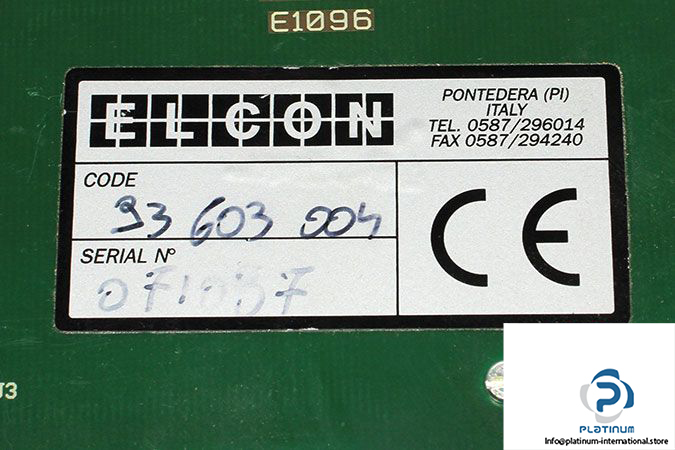 E1096
ELCON
PONTEDERA (PI)
ITALY
TEL. 0587/296014
FAX 0587/294240
CODE
93 603 004
SERIAL N°
J3
PLATINUM
Info@platinum-international.store